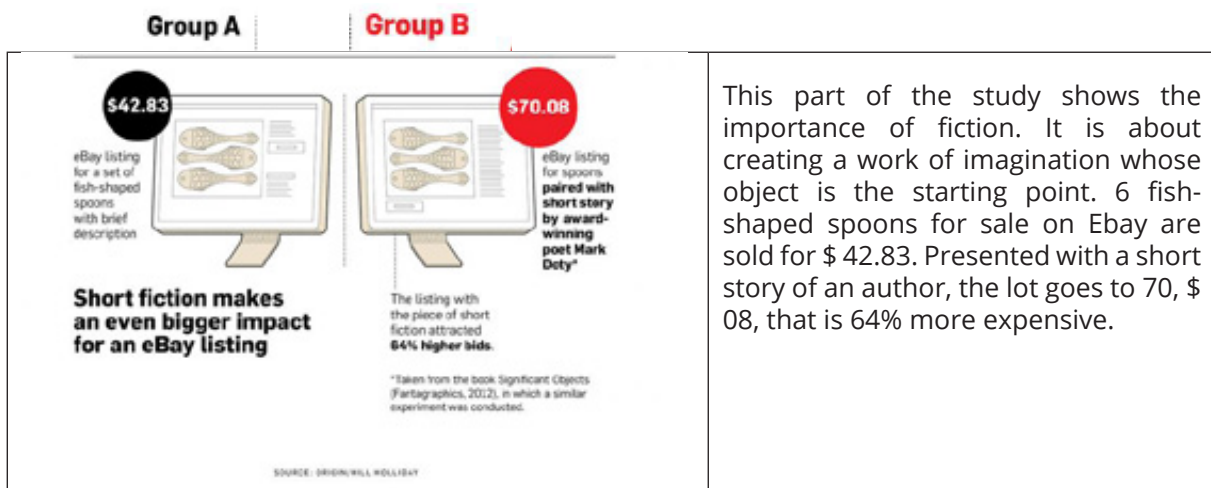 Group A
Group B
$42.83
eBay listing
for a set of
fish-shaped
spoons
with brief
description
$70.08
eBay listing
for spoons
paired with
short story
by award-
winning
poet Mark
Doty*
Short fiction makes
an even bigger impact
for an eBay listing
The listing with
the piece of short
fiction attracted
64% higher bids.
*Taken from the book Significant Objects
(Fantagraphics, 2012), in which a similar
experiment was conducted.
SOURCE: ORIGIN/HILL HOLLIDAY
This part of the study shows the
importance of fiction. It is about
creating a work of imagination whose
object is the starting point. 6 fish-
shaped spoons for sale on Ebay are
sold for $ 42.83. Presented with a short
story of an author, the lot goes to 70, $
08, that is 64% more expensive.